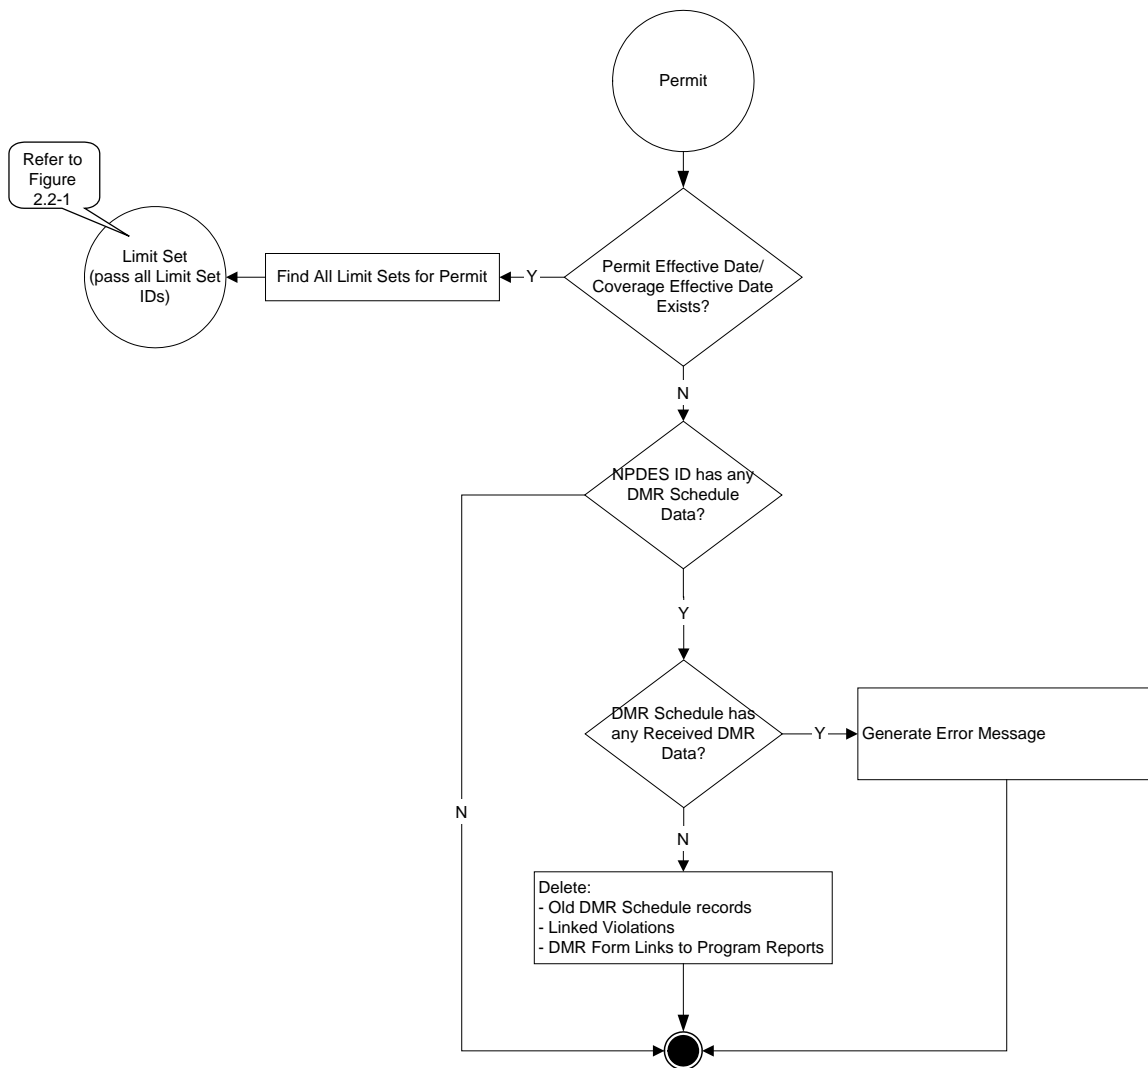 Permit
Refer to
Figure
2.2-1
Limit Set
(pass all Limit Set
IDs)
Find All Limit Sets for Permit
Y
Permit Effective Date/
Coverage Effective Date
Exists?
N
NPDES ID has any
DMR Schedule
Data?
Y
DMR Schedule has
any Received DMR
Data?
Y
Generate Error Message
N
N
Delete:
- Old DMR Schedule records
- Linked Violations
- DMR Form Links to Program Reports